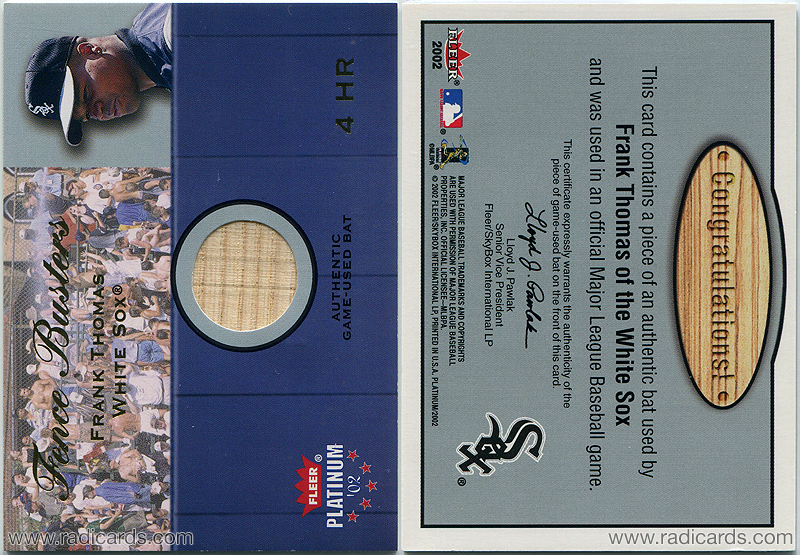 Fence Busters
FRANK THOMAS
WHITE SOX®
AUTHENTIC
GAME-USED BAT
4 HR
FLEER®
PLATINUM
'02
www.radicards.com
Congratulations!
This card contains a piece of an authentic bat used by
Frank Thomas of the White Sox
and was used in an official Major League Baseball game.
This certificate expressly warrants the authenticity of the
piece of game-used bat on the front of this card
Lloyd J. Pawlak
Lloyd J. Pawlak
Senior Vice President
Fleer/SkyBox International LP
FLEER
2002
MLBPA
MAJOR LEAGUE BASEBALL TRADEMARKS AND COPYRIGHTS
ARE USED WITH PERMISSION OF MAJOR LEAGUE BASEBALL
PROPERTIES, INC. OFFICIAL LICENSEE–MLBPA.
© 2002 FLEER/SKYBOX INTERNATIONAL LP, PRINTED IN U.S.A. PLATINUM/2002
Sox®
www.radicards.com